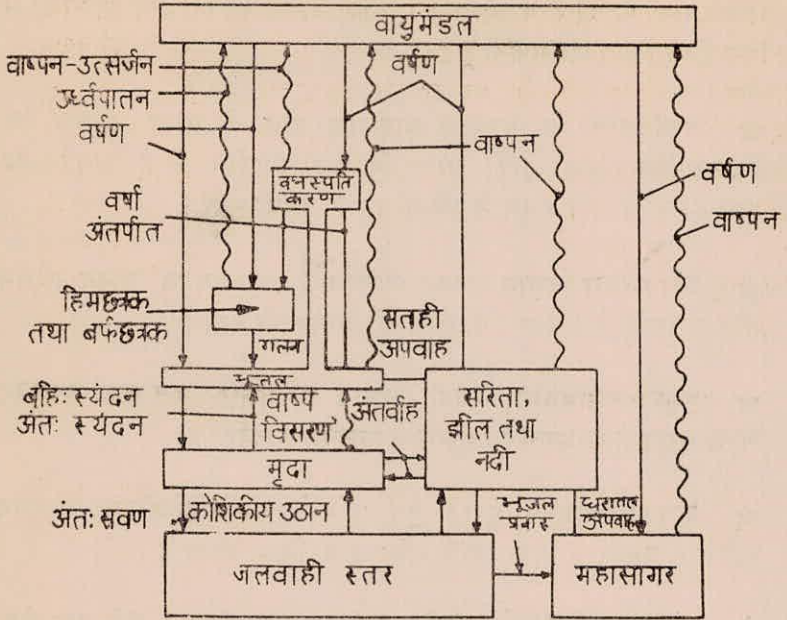 वायुमंडल
वाष्पन-उत्सर्जन
उर्ध्वपातन
वर्षण
वर्षण
वाष्पन
वर्षण
वाष्पन
वनस्पति
करण
वर्षा
अंतर्पात
हिमछत्रक
तथा बर्फछत्रक
गलन
सतही
अपवाह
भूतल
बहिःस्यंदन
अंतः स्यंदन
वाष्प
विसरण
अंतर्वाह
सरिता,
झील तथा
नदी
मृदा
अंतः सवण
कोशिकीय उठान
भूजल
प्रवाह
धरातल
अपवाह
जलवाही स्तर
महासागर